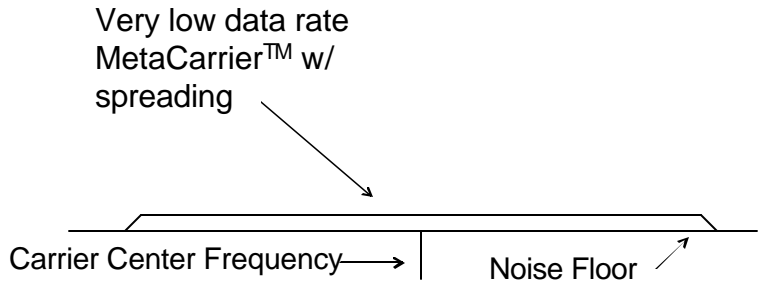 Very low data rate
MetaCarrier™ w/
spreading
Carrier Center Frequency
Noise Floor